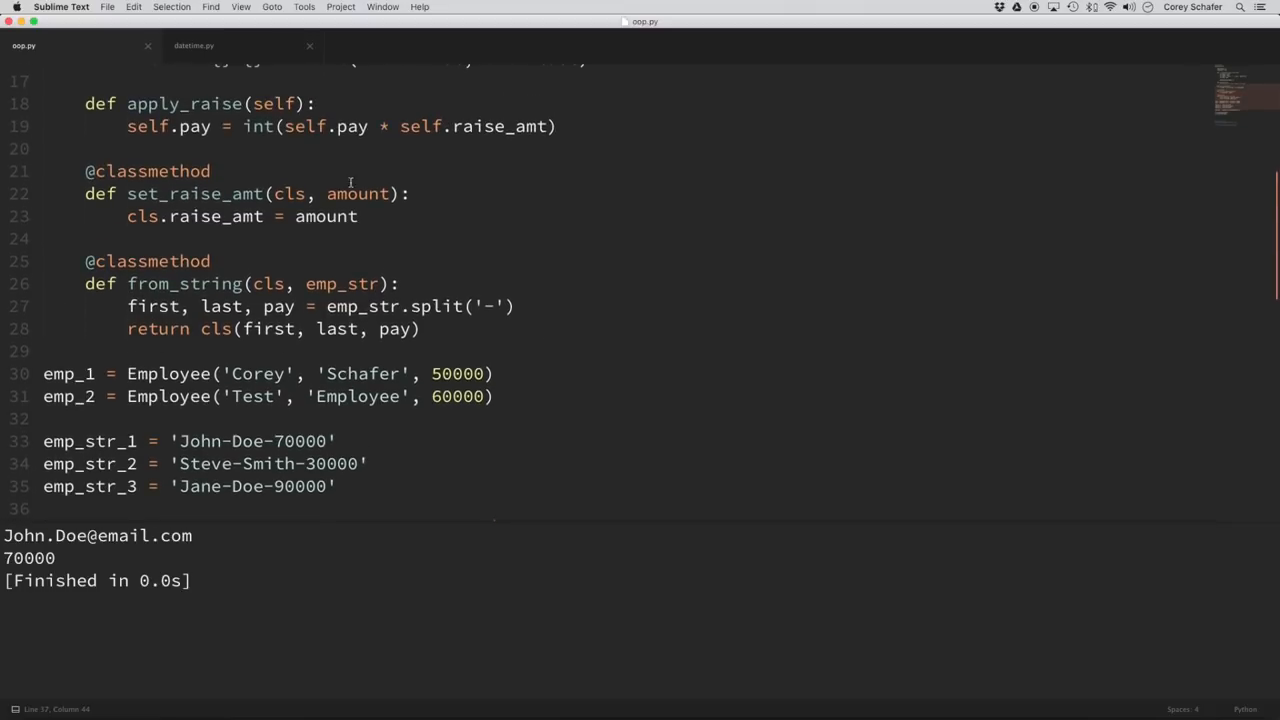 Sublime Text File Edit Selection Find View Goto Tools Project Window Help Corey Schafer
oop.py
oop.py datetime.py
17
18 def apply_raise(self):
19 self.pay = int(self.pay * self.raise_amt)
20
21 @classmethod
22 def set_raise_amt(cls, amount):
23 cls.raise_amt = amount
24
25 @classmethod
26 def from_string(cls, emp_str):
27 first, last, pay = emp_str.split('-')
28 return cls(first, last, pay)
29
30 emp_1 = Employee('Corey', 'Schafer', 50000)
31 emp_2 = Employee('Test', 'Employee', 60000)
32
33 emp_str_1 = 'John-Doe-70000'
34 emp_str_2 = 'Steve-Smith-30000'
35 emp_str_3 = 'Jane-Doe-90000'
36
John.Doe@email.com
70000
[Finished in 0.0s]
Line 37, Column 44 Spaces: 4 Python